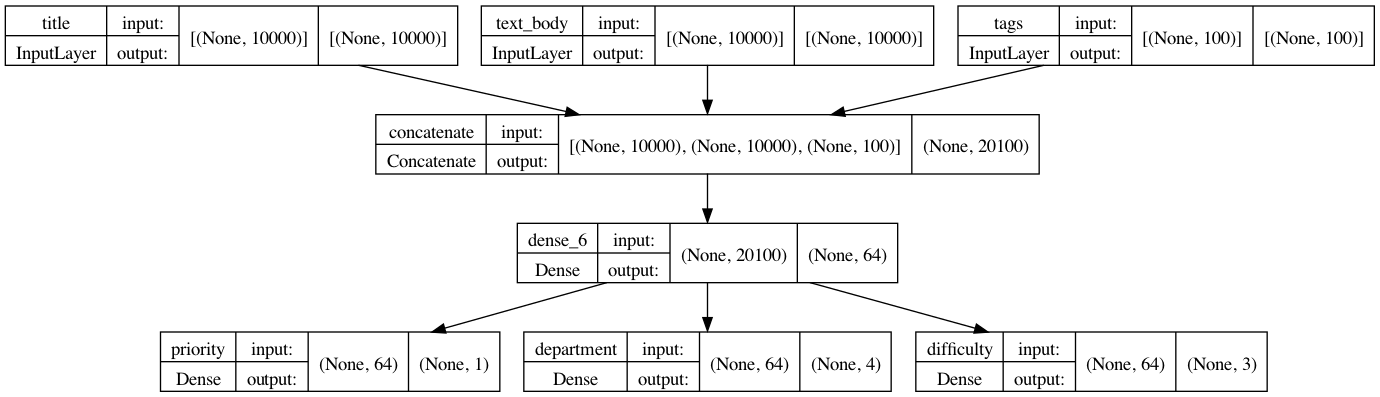 title input: [(None, 10000)] [(None, 10000)]
InputLayer output:
text_body input: [(None, 10000)] [(None, 10000)]
InputLayer output:
tags input: [(None, 100)] [(None, 100)]
InputLayer output:
concatenate input: [(None, 10000), (None, 10000), (None, 100)] (None, 20100)
Concatenate output:
dense_6 input: (None, 20100) (None, 64)
Dense output:
priority input: (None, 64) (None, 1)
Dense output:
department input: (None, 64) (None, 4)
Dense output:
difficulty input: (None, 64) (None, 3)
Dense output: